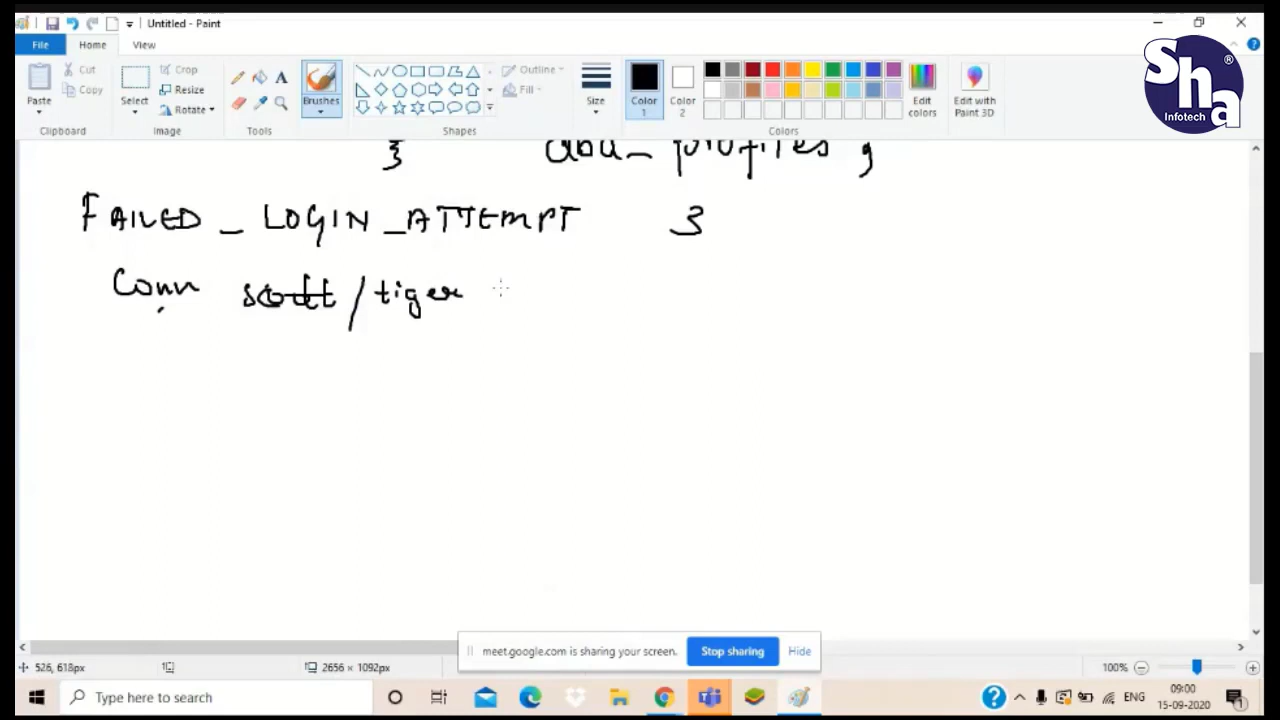 Untitled - Paint
File Home View
Paste
Cut
Copy
Clipboard
Select
Crop
Resize
Rotate
Image
Tools
Brushes
Shapes
Outline
Fill
Size
Color 1
Color 2
Edit colors
Edit with Paint 3D
Colors
Sha ®
Infotech
} dba_profiles ;
FAILED_LOGIN_ATTEMPT 3
Conn scott/tiger
meet.google.com is sharing your screen. Stop sharing Hide
526, 618px 2656 × 1092px 100%
Type here to search
ENG 09:00
15-09-2020